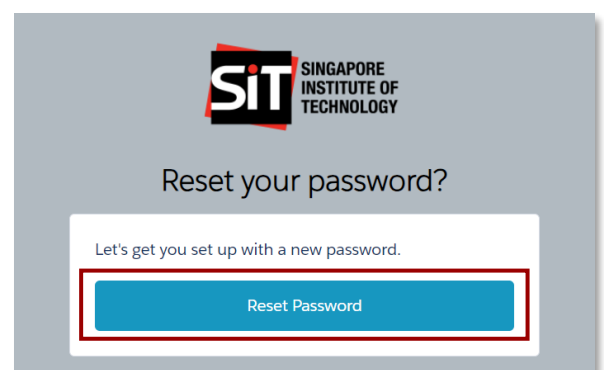 SiT
SINGAPORE
INSTITUTE OF
TECHNOLOGY
Reset your password?
Let's get you set up with a new password.
Reset Password